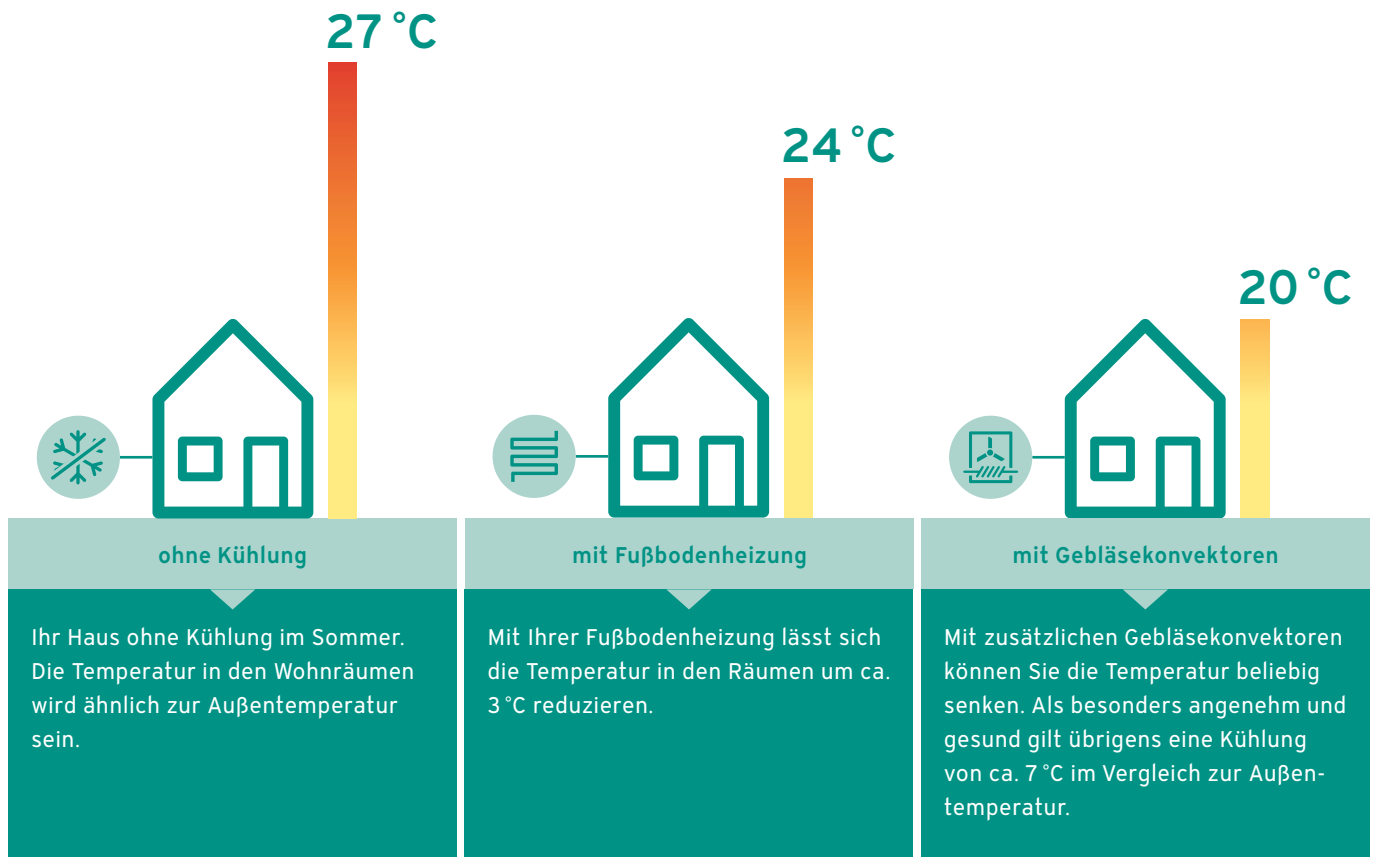 27 °C
24 °C
20 °C
ohne Kühlung
mit Fußbodenheizung
mit Gebläsekonvektoren
Ihr Haus ohne Kühlung im Sommer.
Die Temperatur in den Wohnräumen
wird ähnlich zur Außentemperatur
sein.
Mit Ihrer Fußbodenheizung lässt sich
die Temperatur in den Räumen um ca.
3 °C reduzieren.
Mit zusätzlichen Gebläsekonvektoren
können Sie die Temperatur beliebig
senken. Als besonders angenehm und
gesund gilt übrigens eine Kühlung
von ca. 7 °C im Vergleich zur Außen-
temperatur.